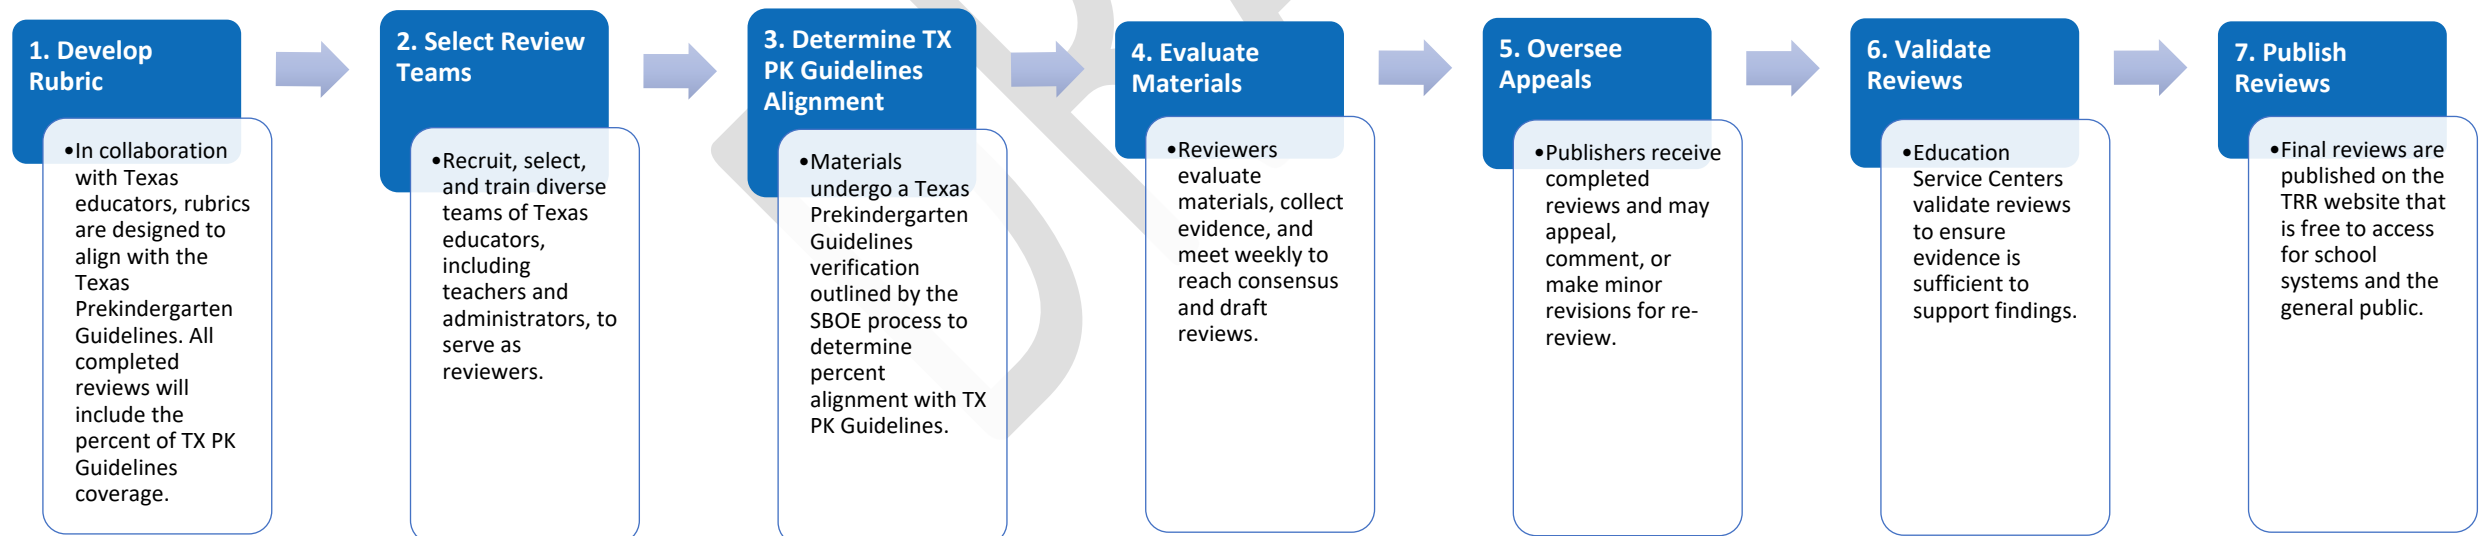 1. Develop
Rubric
•In collaboration
with Texas
educators, rubrics
are designed to
align with the
Texas
Prekindergarten
Guidelines. All
completed
reviews will
include the
percent of TX PK
Guidelines
coverage.
2. Select Review
Teams
•Recruit, select,
and train diverse
teams of Texas
educators,
including
teachers and
administrators, to
serve as
reviewers.
3. Determine TX
PK Guidelines
Alignment
•Materials
undergo a Texas
Prekindergarten
Guidelines
verification
outlined by the
SBOE process to
determine
percent
alignment with TX
PK Guidelines.
4. Evaluate
Materials
•Reviewers
evaluate
materials, collect
evidence, and
meet weekly to
reach consensus
and draft
reviews.
5. Oversee
Appeals
•Publishers receive
completed
reviews and may
appeal,
comment, or
make minor
revisions for re-
review.
6. Validate
Reviews
•Education
Service Centers
validate reviews
to ensure
evidence is
sufficient to
support findings.
7. Publish
Reviews
•Final reviews are
published on the
TRR website that
is free to access
for school
systems and the
general public.